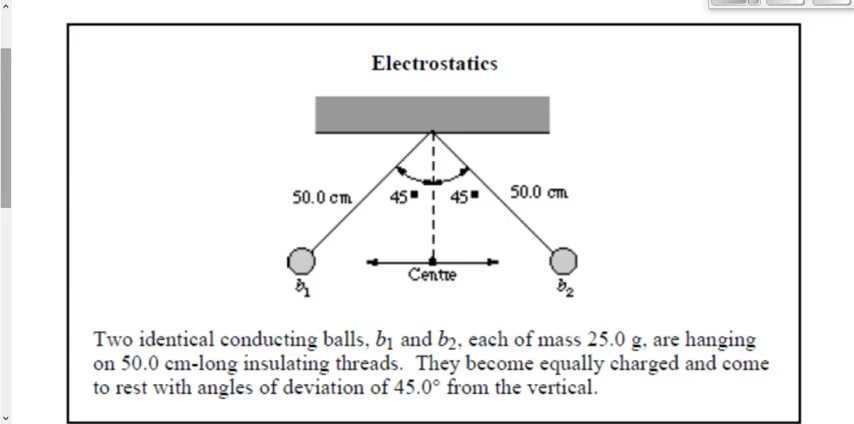 Electrostatics
50.0 cm 45■ 45■ 50.0 cm
Centre
b1 b2
Two identical conducting balls, b1 and b2, each of mass 25.0 g, are hanging
on 50.0 cm-long insulating threads. They become equally charged and come
to rest with angles of deviation of 45.0° from the vertical.